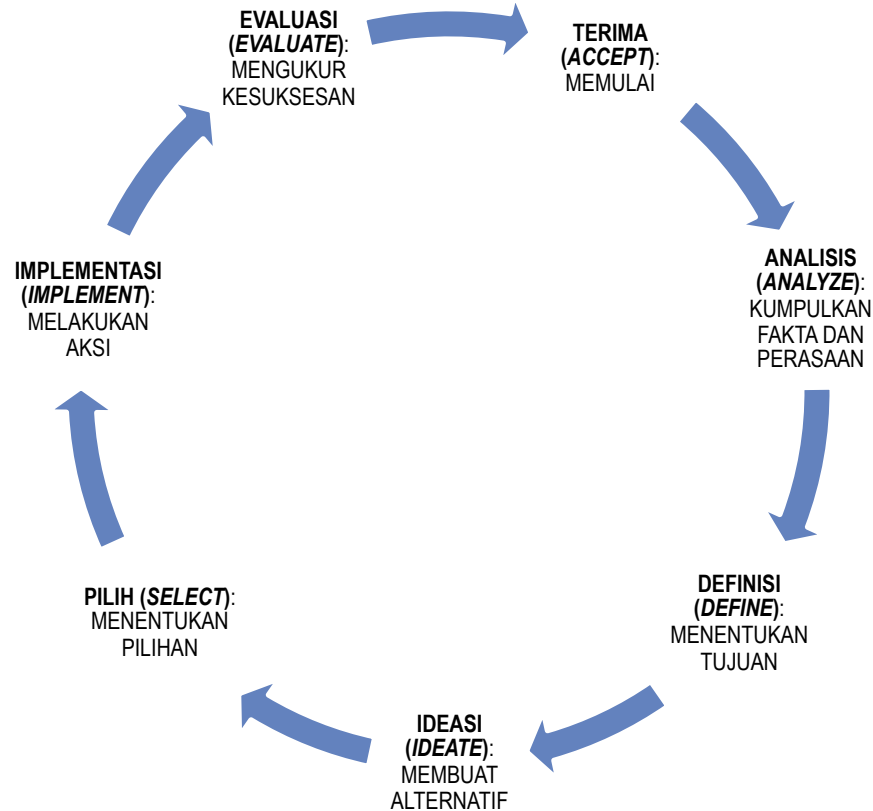 EVALUASI
(EVALUATE):
MENGUKUR
KESUKSESAN
TERIMA
(ACCEPT):
MEMULAI
ANALISIS
(ANALYZE):
KUMPULKAN
FAKTA DAN
PERASAAN
DEFINISI
(DEFINE):
MENENTUKAN
TUJUAN
IDEASI
(IDEATE):
MEMBUAT
ALTERNATIF
PILIH (SELECT):
MENENTUKAN
PILIHAN
IMPLEMENTASI
(IMPLEMENT):
MELAKUKAN
AKSI